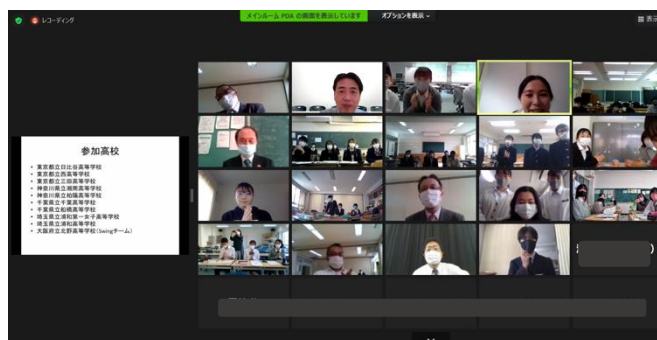 レコーディング
メインルーム PDA の画面を表示しています
オプションを表示
表示
参加高校
・ 東京都立日比谷高等学校
・ 東京都立西高等学校
・ 東京都立三田高等学校
・ 神奈川県立湘南高等学校
・ 神奈川県立柏陽高等学校
・ 千葉県立千葉高等学校
・ 千葉県立船橋高等学校
・ 埼玉県立浦和第一女子高等学校
・ 埼玉県立浦和高等学校
・ 大阪府立北野高等学校(Swingチーム)